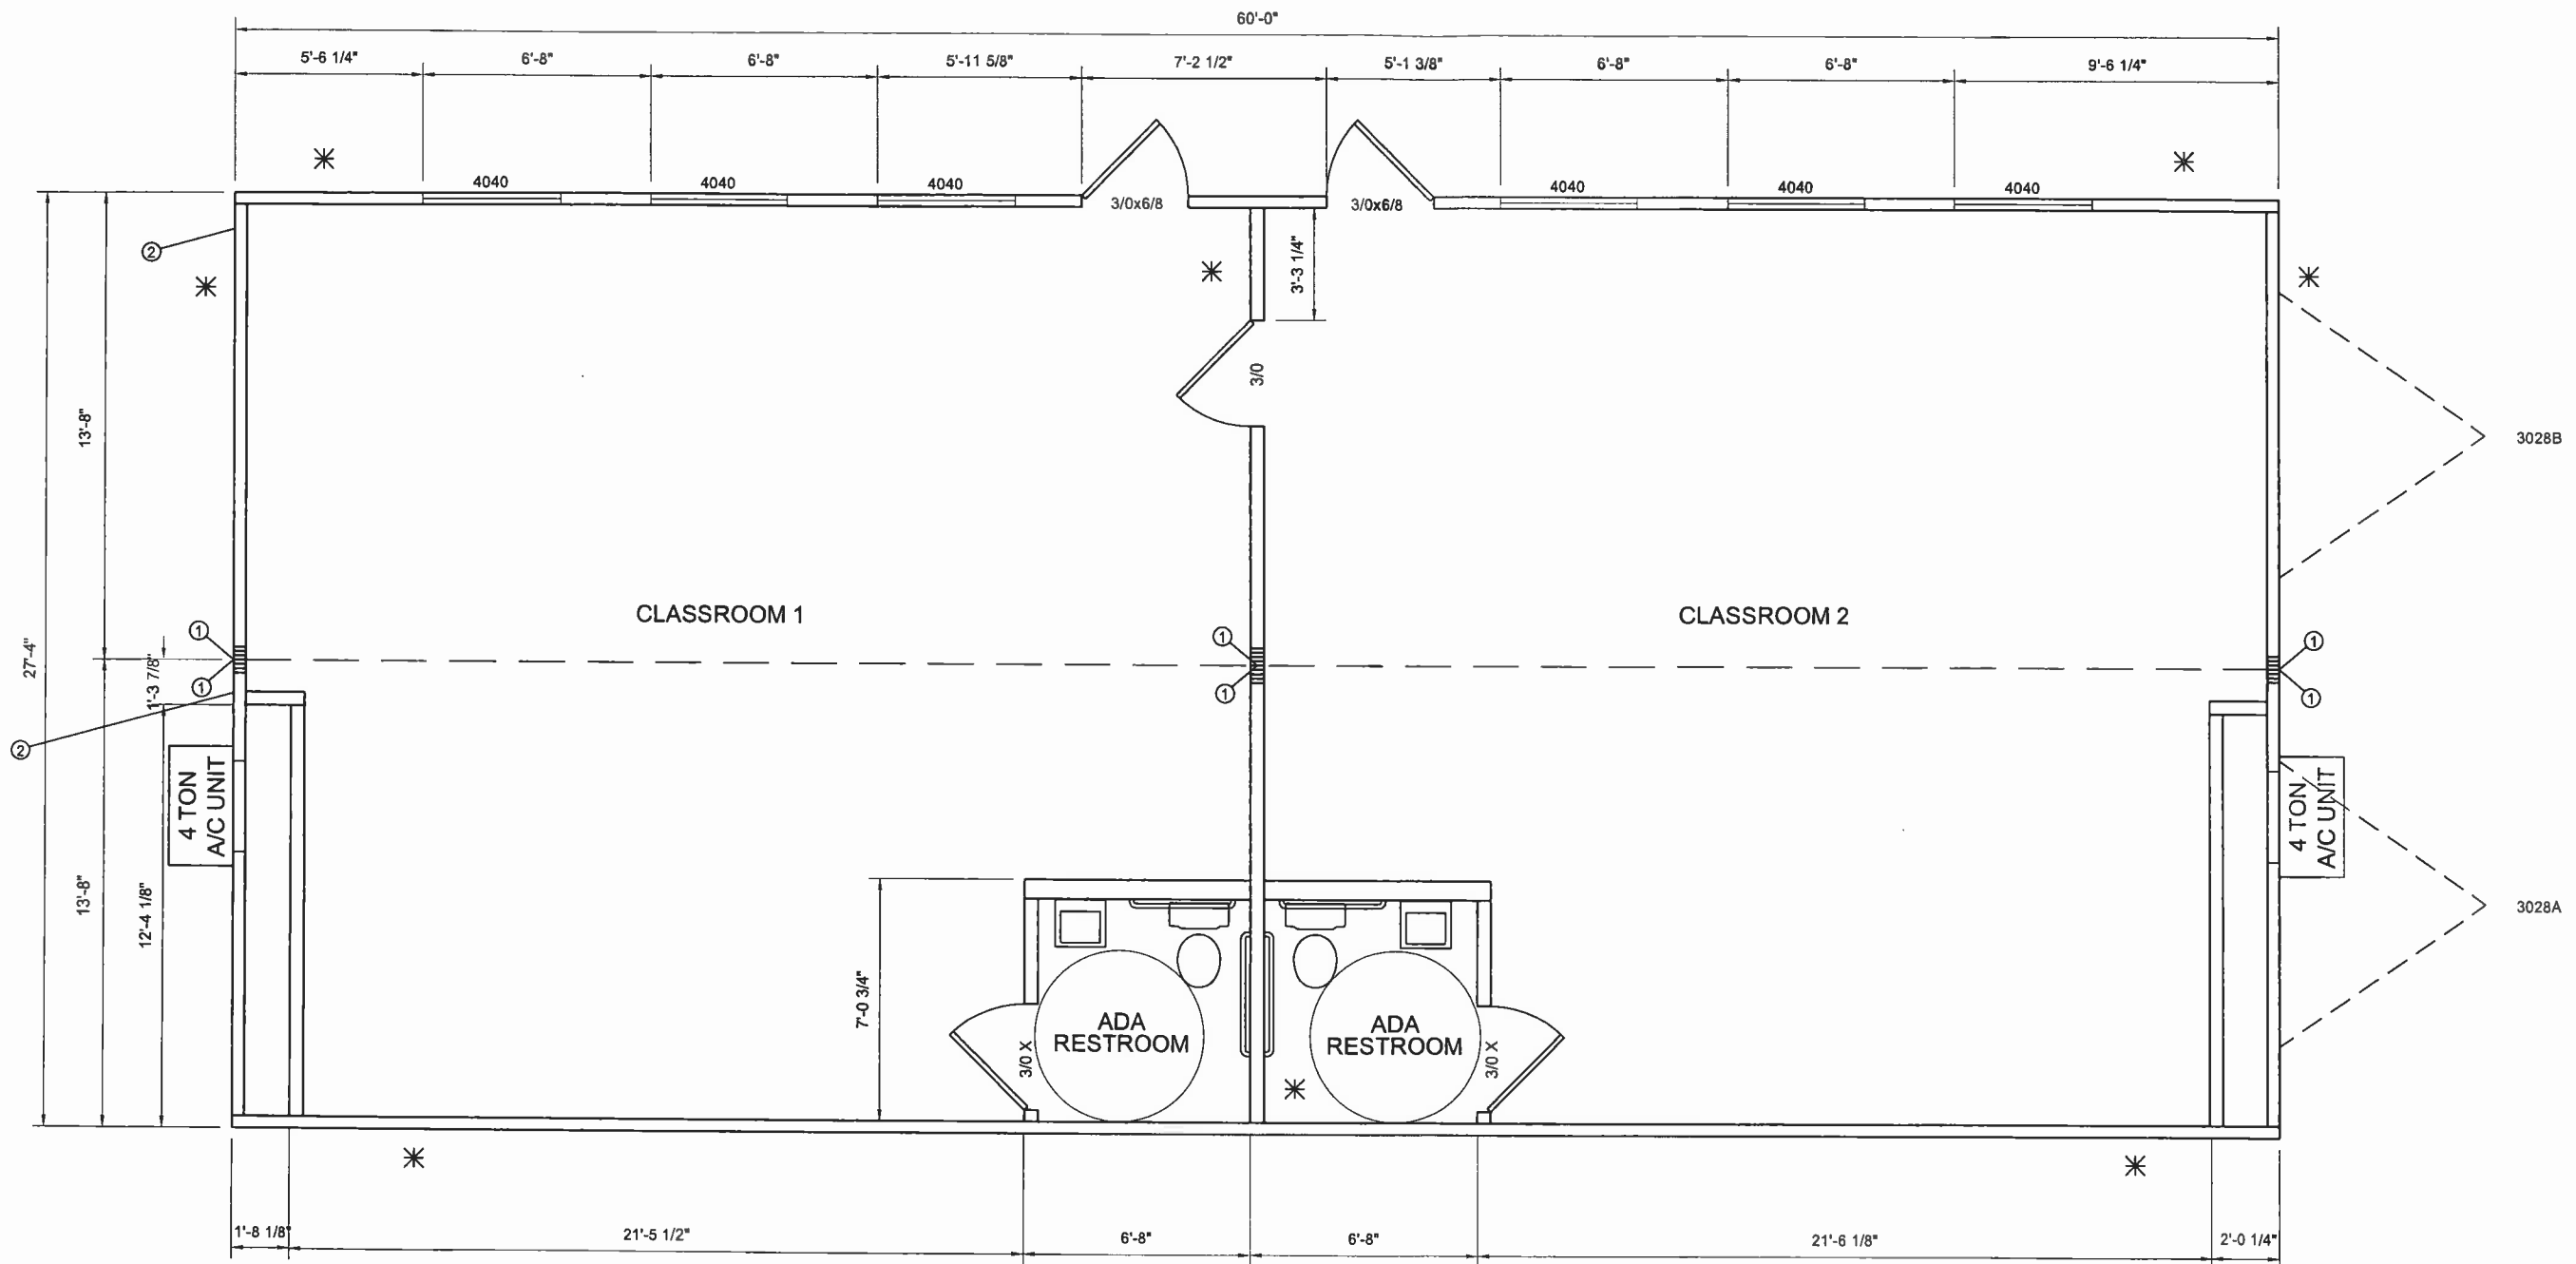 60'-0"
5'-6 1/4"
6'-8"
6'-8"
5'-11 5/8"
7'-2 1/2"
5'-1 3/8"
6'-8"
6'-8"
9'-6 1/4"
4040
4040
4040
3/0x6/8
3/0x6/8
4040
4040
4040
2
3'-3 1/4"
3/0
13'-8"
3028B
CLASSROOM 1
CLASSROOM 2
27'-4"
1
1
1
1'-3 7/8"
1
1
1
2
4 TON
A/C UNIT
4 TON
A/C UNIT
13'-8"
12'-4 1/8"
3028A
7'-0 3/4"
ADA
RESTROOM
ADA
RESTROOM
3/0 X
3/0 X
1'-8 1/8"
21'-5 1/2"
6'-8"
6'-8"
21'-6 1/8"
2'-0 1/4"